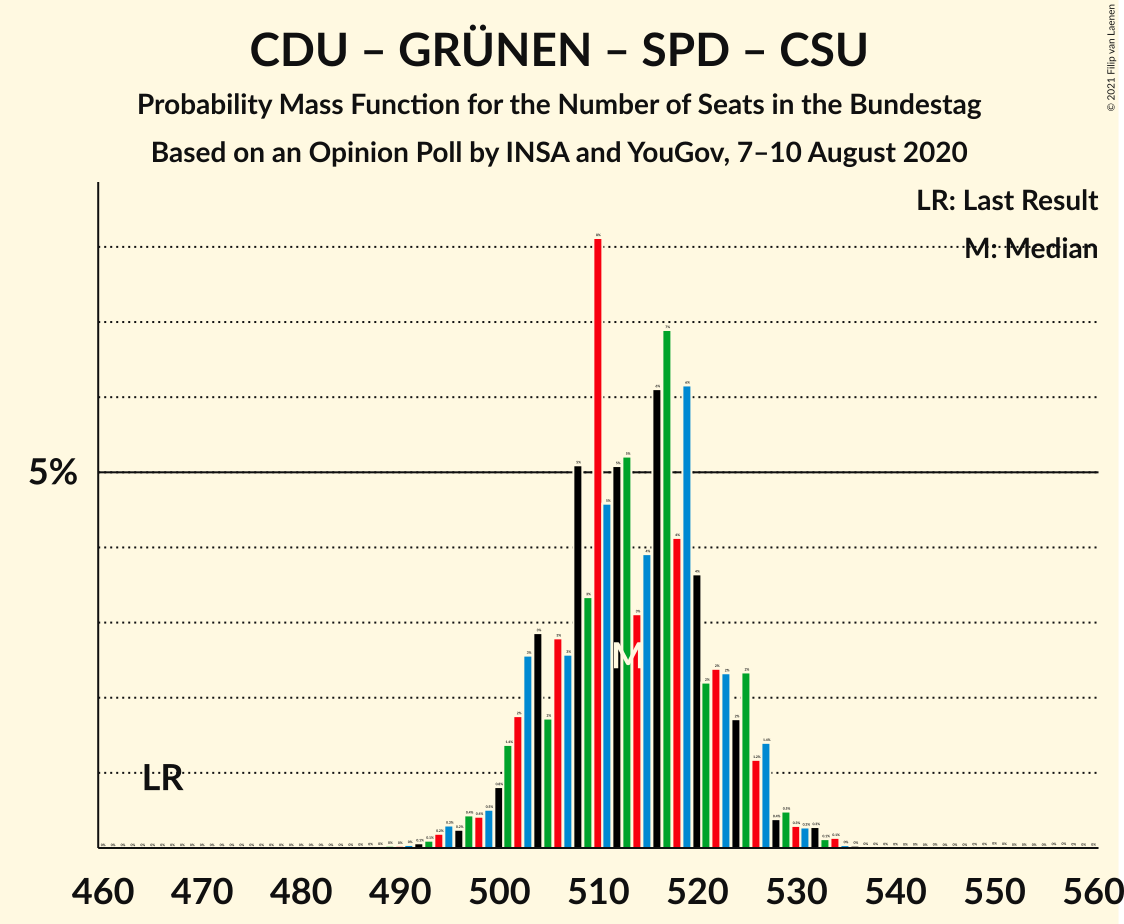 CDU – GRÜNEN – SPD – CSU
Probability Mass Function for the Number of Seats in the Bundestag
Based on an Opinion Poll by INSA and YouGov, 7–10 August 2020
© 2021 Filip van Laenen
LR: Last Result
M: Median
5%
M
LR
460 470 480 490 500 510 520 530 540 550 560